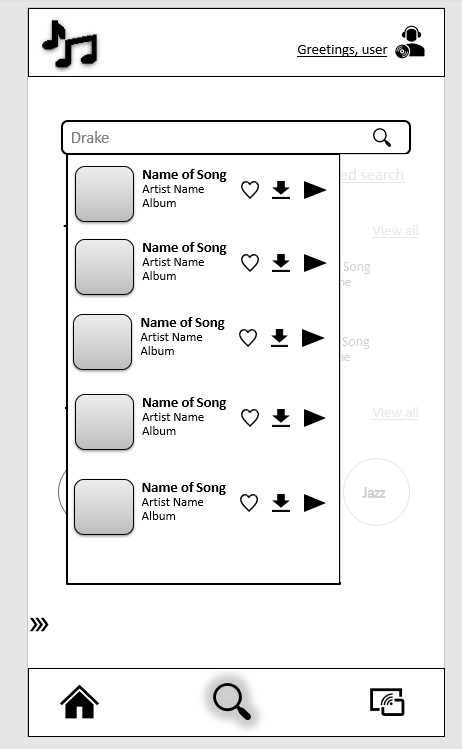 Greetings, user
Drake
ed search
Name of Song
Artist Name
Album
View all
Name of Song
Artist Name
Album
Song
me
Name of Song
Artist Name
Album
Song
me
Name of Song
Artist Name
Album
View all
Name of Song
Artist Name
Album
Jazz